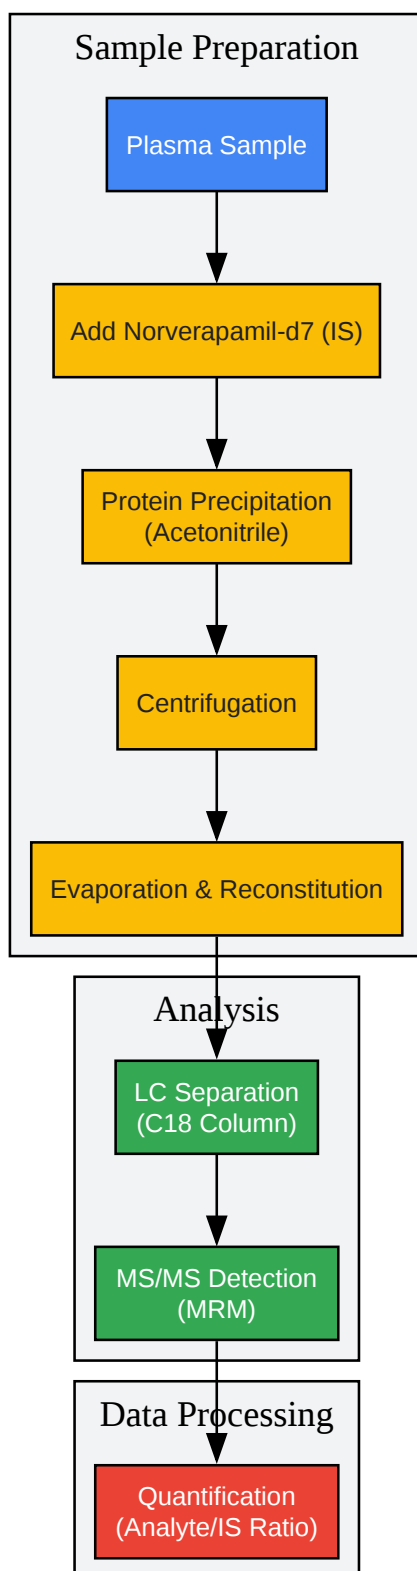 Sample Preparation
Plasma Sample
Add Norverapamil-d7 (IS)
Protein Precipitation
(Acetonitrile)
Centrifugation
Evaporation & Reconstitution
Analysis
LC Separation
(C18 Column)
MS/MS Detection
(MRM)
Data Processing
Quantification
(Analyte/IS Ratio)